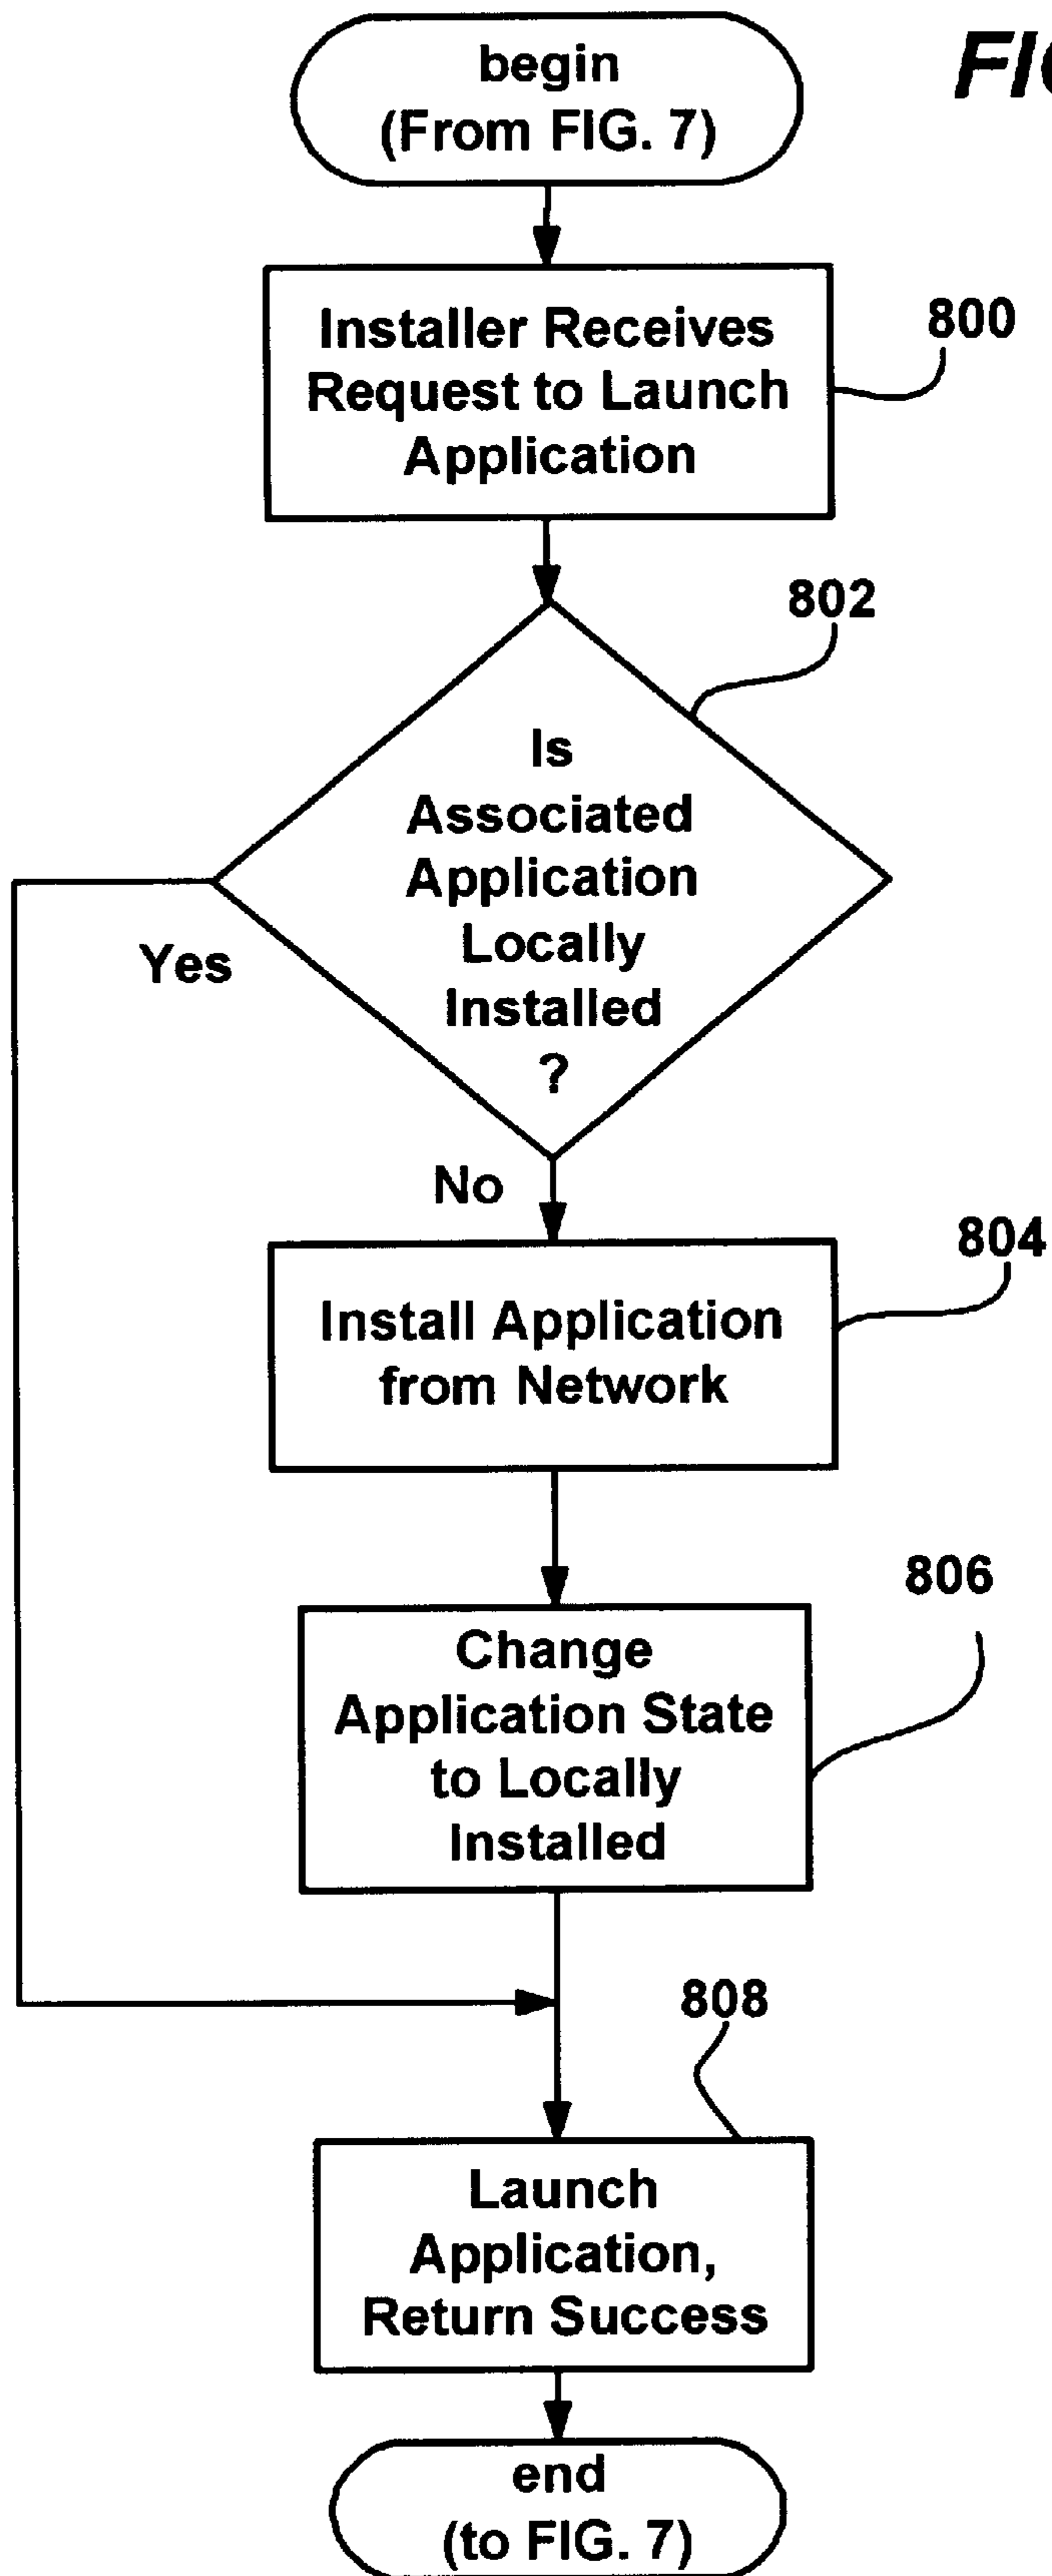 begin
(From FIG. 7)
Installer Receives
Request to Launch
Application
800
802
Is
Associated
Application
Locally
Installed
?
Yes
No
804
Install Application
from Network
806
Change
Application State
to Locally
Installed
808
Launch
Application,
Return Success
end
(to FIG. 7)